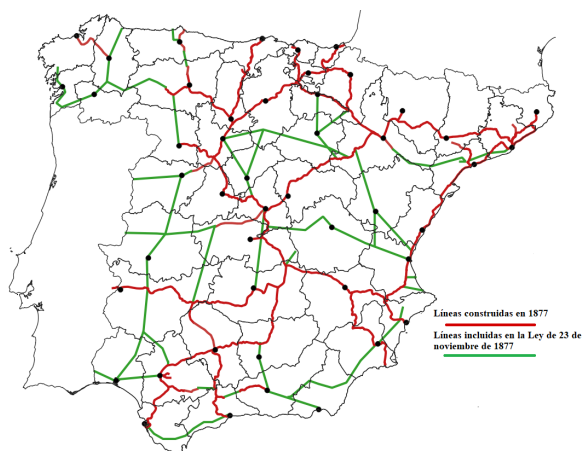 Líneas construidas en 1877
Líneas incluidas en la Ley de 23 de
noviembre de 1877